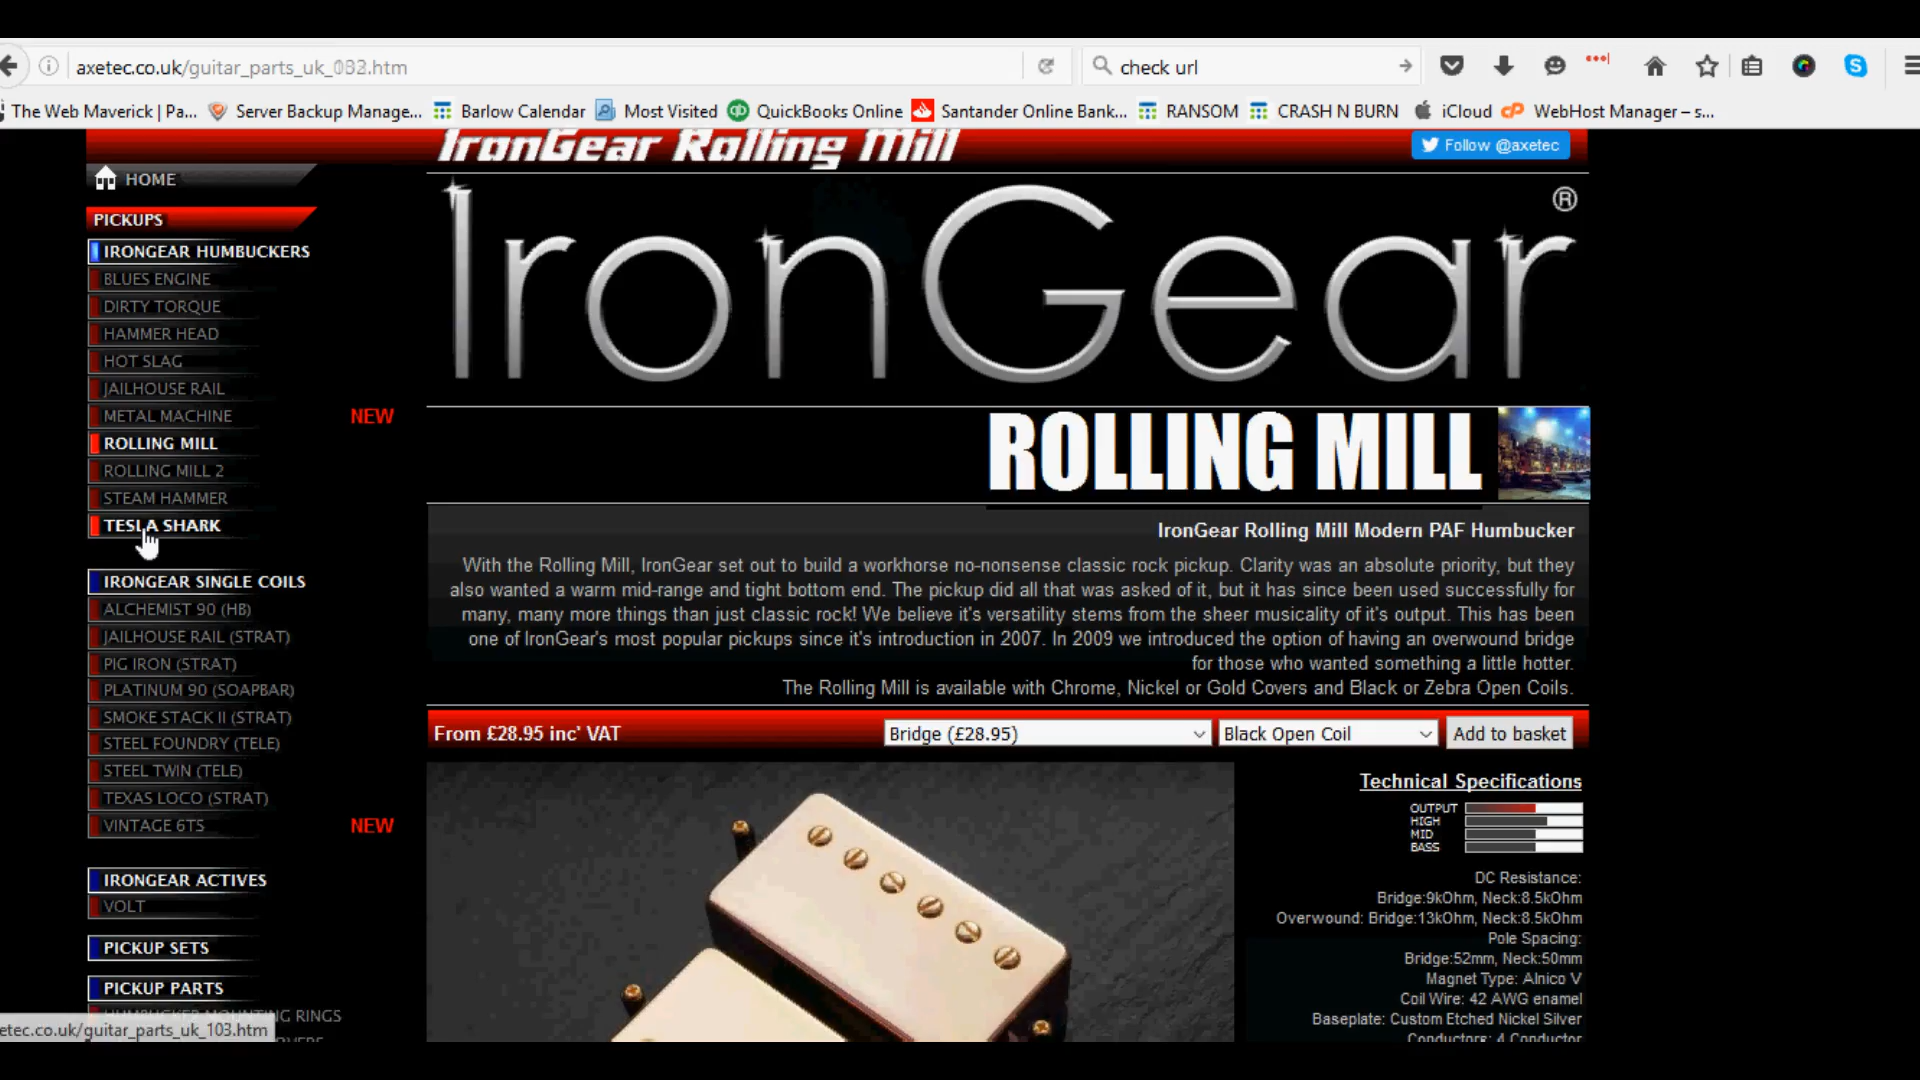 axetec.co.uk/guitar_parts_uk_083.htm
check url
The Web Maverick | Pa...
Server Backup Manage...
Barlow Calendar
Most Visited
QuickBooks Online
Santander Online Bank...
RANSOM
CRASH N BURN
iCloud
WebHost Manager – s...
IronGear Rolling Mill
Follow @axetec
HOME
PICKUPS
IRONGEAR HUMBUCKERS
BLUES ENGINE
DIRTY TORQUE
HAMMER HEAD
HOT SLAG
JAILHOUSE RAIL
METAL MACHINE NEW
ROLLING MILL
ROLLING MILL 2
STEAM HAMMER
TESLA SHARK
IRONGEAR SINGLE COILS
ALCHEMIST 90 (HB)
JAILHOUSE RAIL (STRAT)
PIG IRON (STRAT)
PLATINUM 90 (SOAPBAR)
SMOKE STACK II (STRAT)
STEEL FOUNDRY (TELE)
STEEL TWIN (TELE)
TEXAS LOCO (STRAT)
VINTAGE 6TS NEW
IRONGEAR ACTIVES
VOLT
PICKUP SETS
PICKUP PARTS
HUMBUCKER MOUNTING RINGS
etec.co.uk/guitar_parts_uk_103.htm
IronGear ®
ROLLING MILL
IronGear Rolling Mill Modern PAF Humbucker
With the Rolling Mill, IronGear set out to build a workhorse no-nonsense classic rock pickup. Clarity was an absolute priority, but they
also wanted a warm mid-range and tight bottom end. The pickup did all that was asked of it, but it has since been used successfully for
many, many more things than just classic rock! We believe it's versatility stems from the sheer musicality of it's output. This has been
one of IronGear's most popular pickups since it's introduction in 2007. In 2009 we introduced the option of having an overwound bridge
for those who wanted something a little hotter.
The Rolling Mill is available with Chrome, Nickel or Gold Covers and Black or Zebra Open Coils.
From £28.95 inc' VAT
Bridge (£28.95)
Black Open Coil
Add to basket
Technical Specifications
OUTPUT
HIGH
MID
BASS
DC Resistance:
Bridge:9kOhm, Neck:8.5kOhm
Overwound: Bridge:13kOhm, Neck:8.5kOhm
Pole Spacing:
Bridge:52mm, Neck:50mm
Magnet Type: Alnico V
Coil Wire: 42 AWG enamel
Baseplate: Custom Etched Nickel Silver
Conductors: 4 Conductor